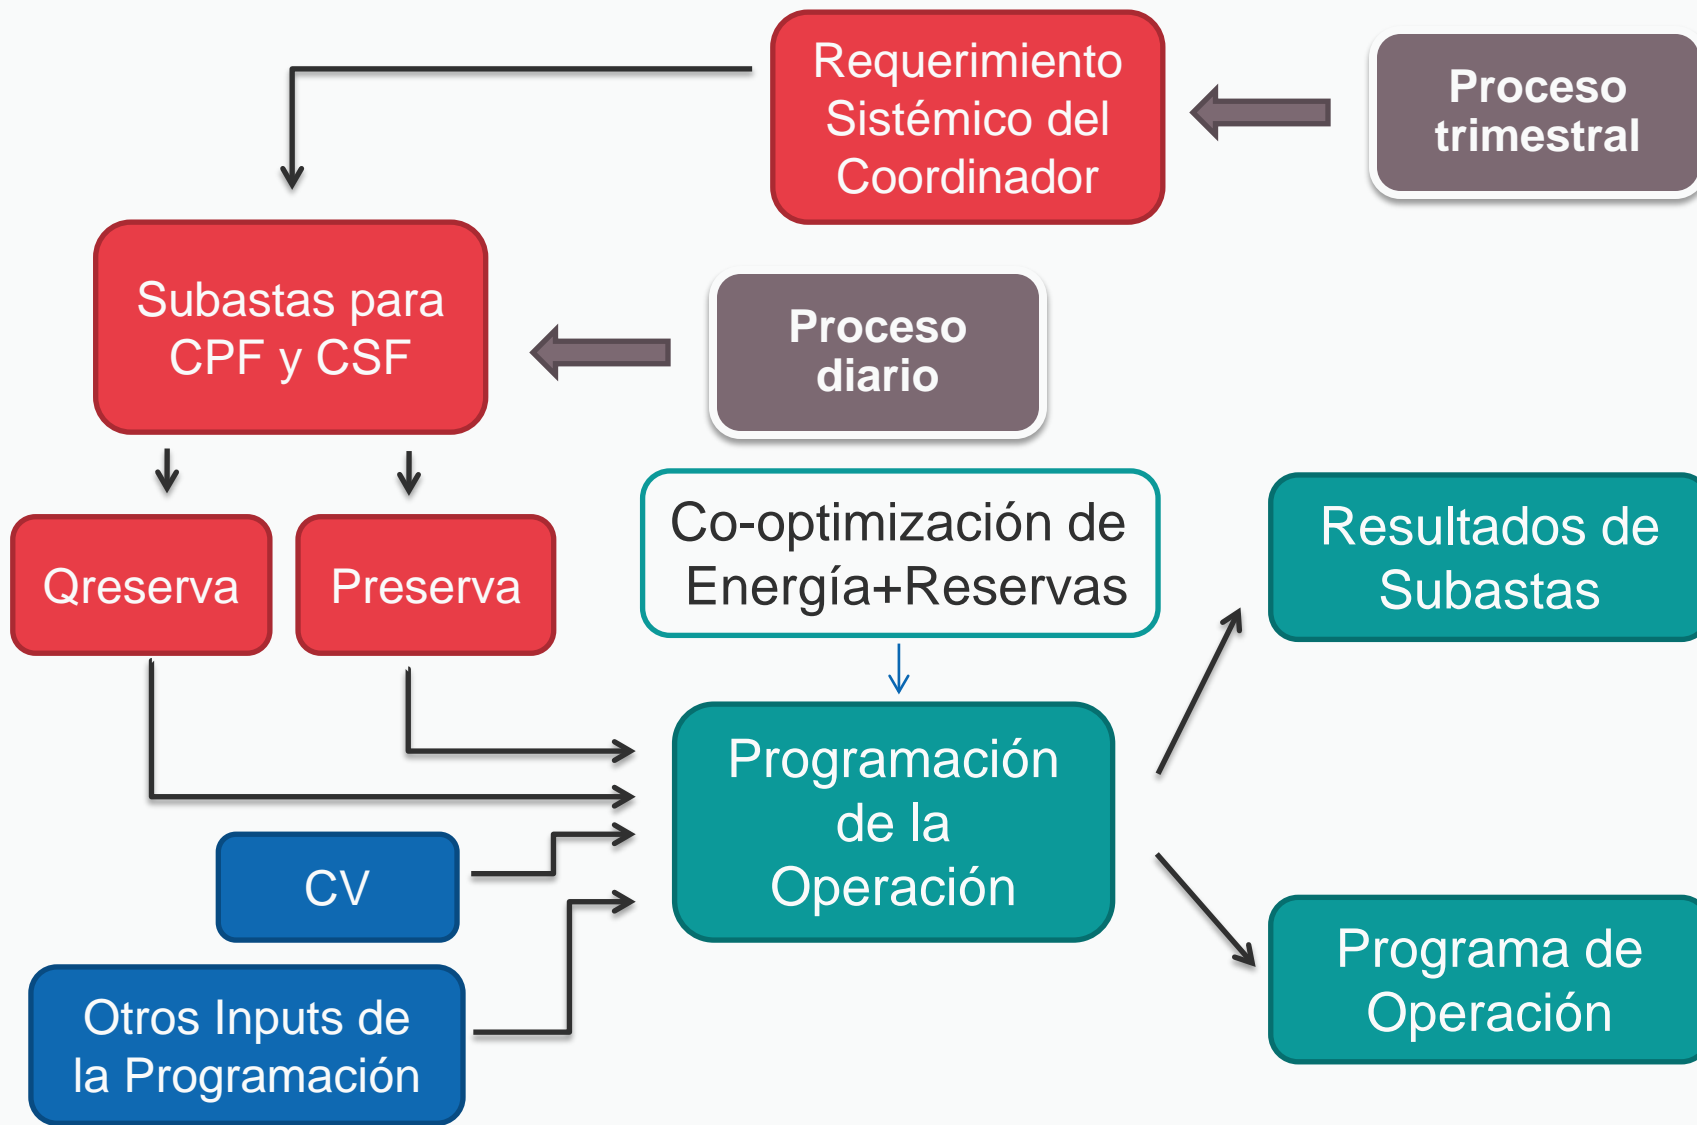 Requerimiento
Sistémico del
Coordinador
Proceso
trimestral
Subastas para
CPF y CSF
Proceso
diario
Qreserva
Preserva
Co-optimización de
Energía+Reservas
Resultados de
Subastas
Programación
de la
Operación
CV
Otros Inputs de
la Programación
Programa de
Operación